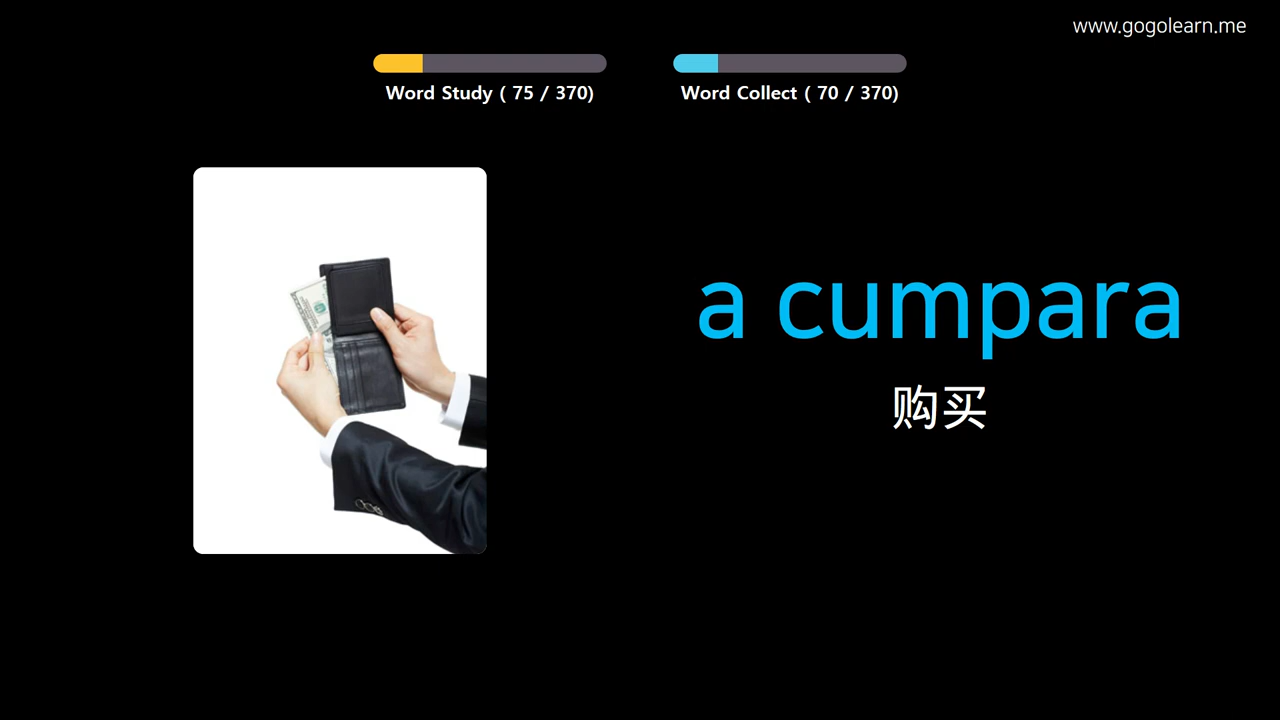 www.gogolearn.me
Word Study ( 75 / 370)
Word Collect ( 70 / 370)
a cumpara
购买